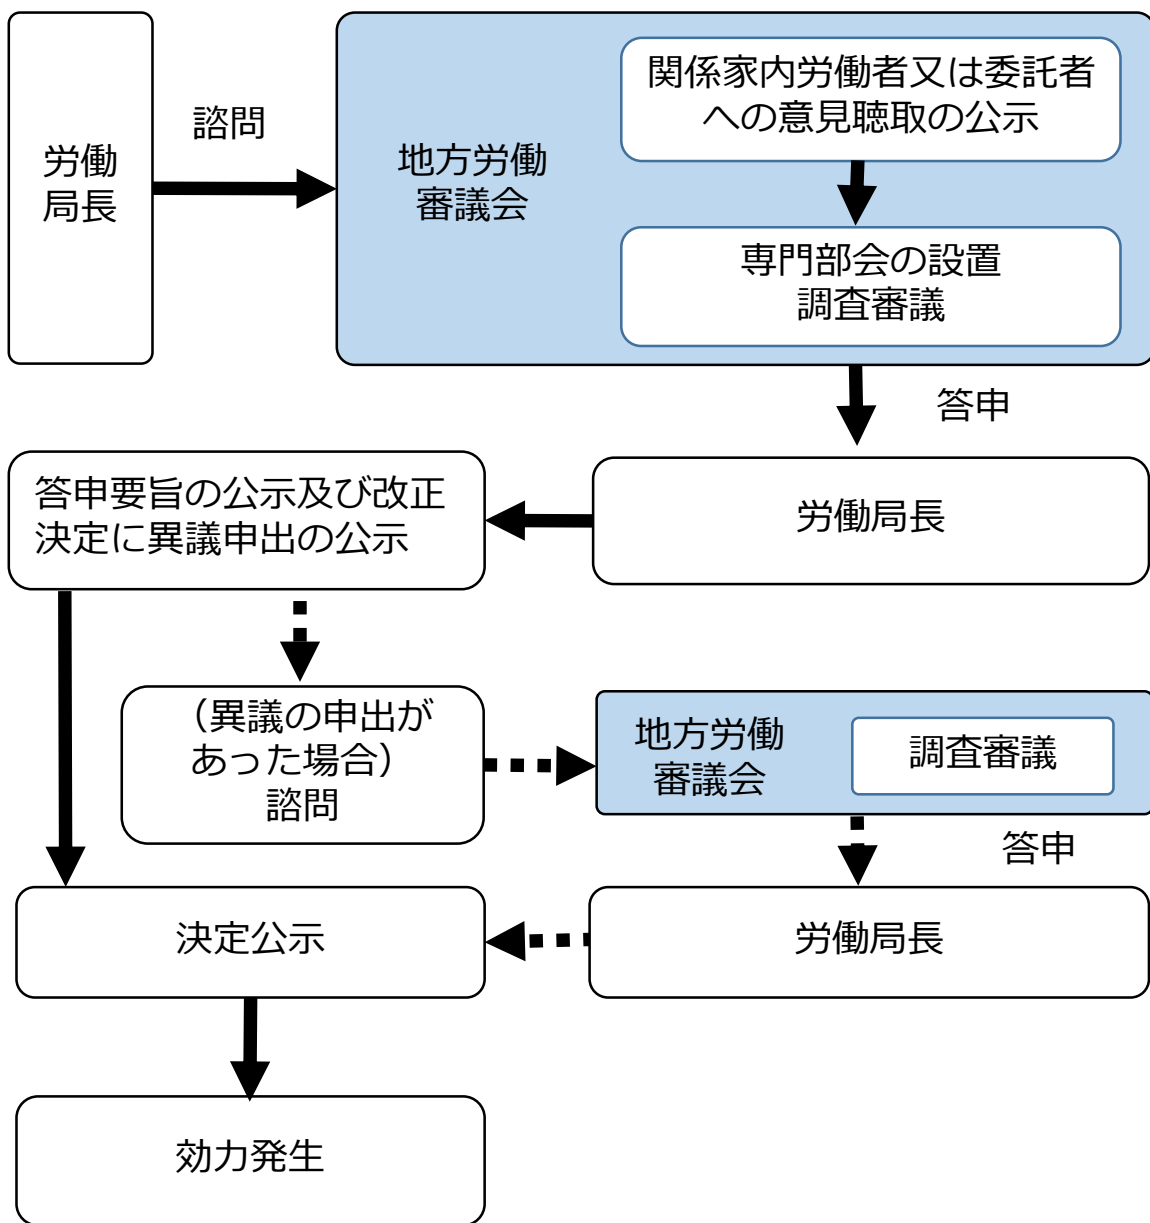 労働
局長
諮問
地方労働
審議会
関係家内労働者又は委託者
への意見聴取の公示
専門部会の設置
調査審議
答申
労働局長
答申要旨の公示及び改正
決定に異議申出の公示
（異議の申出が
あった場合）
諮問
地方労働
審議会
調査審議
答申
労働局長
決定公示
効力発生